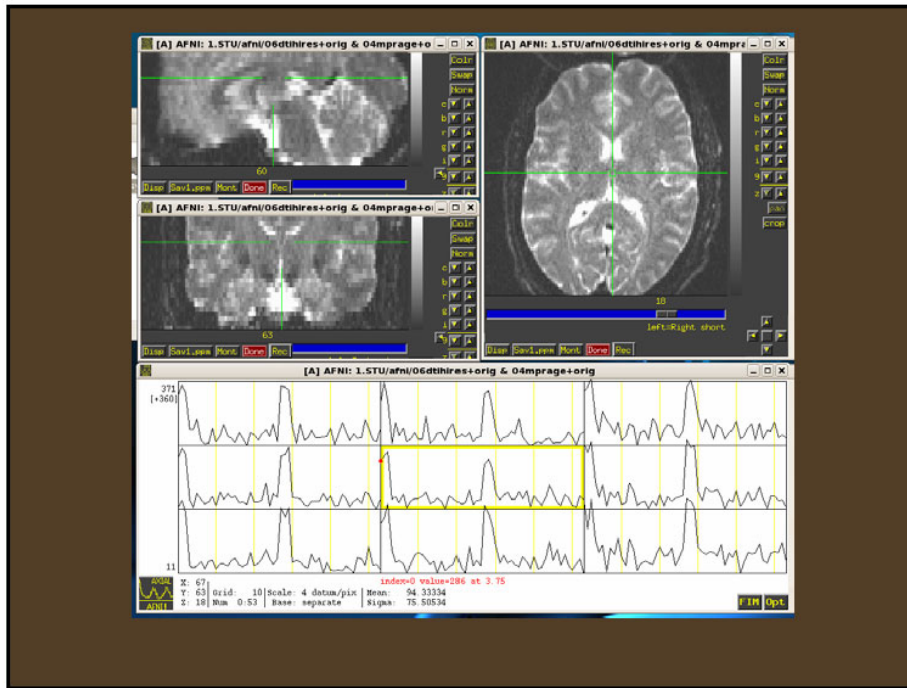 [A] AFNI: 1.STU/afni/06dtihires+orig & 04mprage+o
Colr
Swap
Norm
c
b
r
g
i
9
z
60
Disp Sav1.ppm Mont Done Rec
[A] AFNI: 1.STU/afni/06dtihires+orig & 04mprage+ori
Colr
Swap
Norm
c
b
r
g
i
9
z
63
Disp Sav1.ppm Mont Done Rec
[A] AFNI: 1.STU/afni/06dtihires+orig & 04mpra
Colr
Swap
Norm
c
b
r
g
i
9
z
pan
crop
18
left=Right short
Disp Sav1.ppm Mont Done Rec
[A] AFNI: 1.STU/afni/06dtihires+orig & 04mprage+orig
371
[+360]
11
index=0 value=286 at 3.75
AXIAL
AFNI
X: 67
Y: 63 Grid: 10 Scale: 4 datum/pix Mean: 94.33334
Z: 18 Num 0:53 Base: separate Sigma: 75.50534
FIM Opt